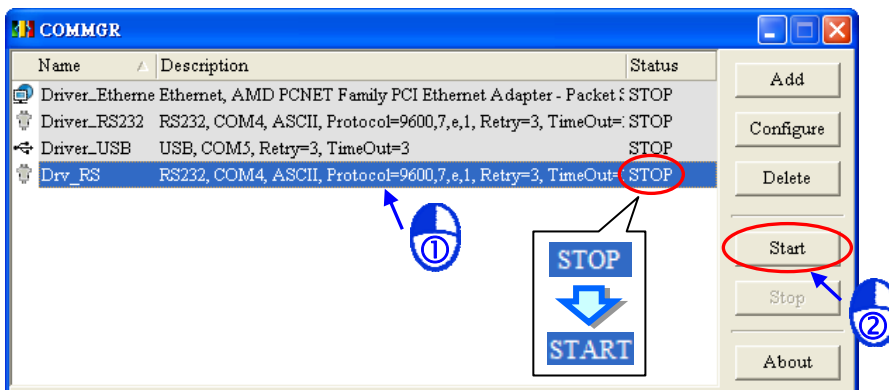 COMMGR
Name Description Status
Driver_Etherne Ethernet, AMD PCNET Family PCI Ethernet Adapter - Packet STOP
Driver_RS232 RS232, COM4, ASCII, Protocol=9600,7,e,1, Retry=3, TimeOut= STOP
Driver_USB USB, COM5, Retry=3, TimeOut=3 STOP
Drv_RS RS232, COM4, ASCII, Protocol=9600,7,e,1, Retry=3, TimeOut= STOP
①
STOP
START
Add
Configure
Delete
Start
Stop
②
About